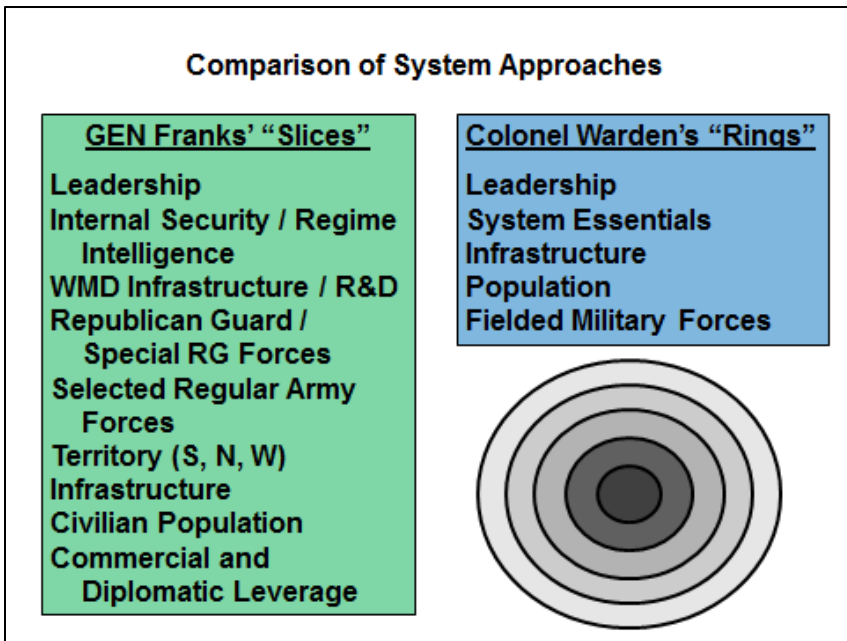 Comparison of System Approaches
GEN Franks’ “Slices”
Leadership
Internal Security / Regime
Intelligence
WMD Infrastructure / R&D
Republican Guard /
Special RG Forces
Selected Regular Army
Forces
Territory (S, N, W)
Infrastructure
Civilian Population
Commercial and
Diplomatic Leverage
Colonel Warden’s “Rings”
Leadership
System Essentials
Infrastructure
Population
Fielded Military Forces